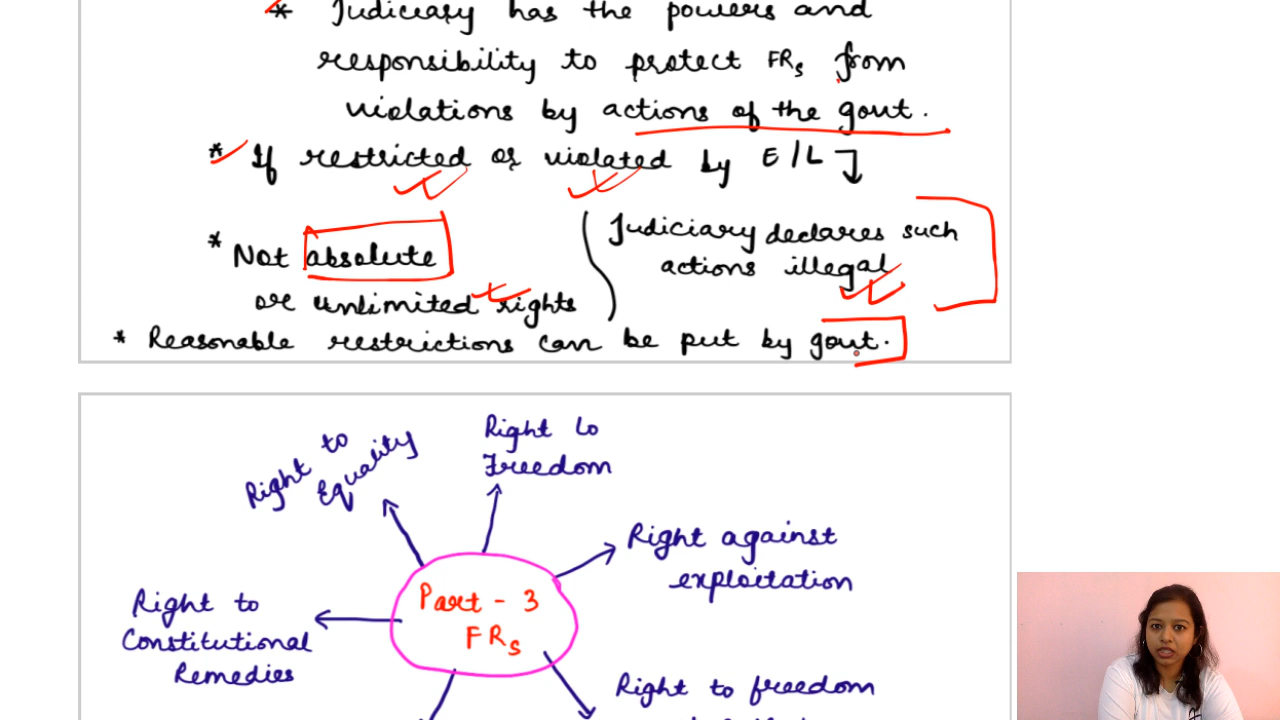 * Judiciary has the powers and
responsibility to protect FRs from
violations by actions of the govt.
* If restricted or violated by E/L
Judiciary declares such
actions illegal
* Not absolute
or unlimited rights
* Reasonable restrictions can be put by govt.
Right to
Equality
Right to
Freedom
Right against
exploitation
Part - 3
FRs
Right to
Constitutional
Remedies
Right to freedom